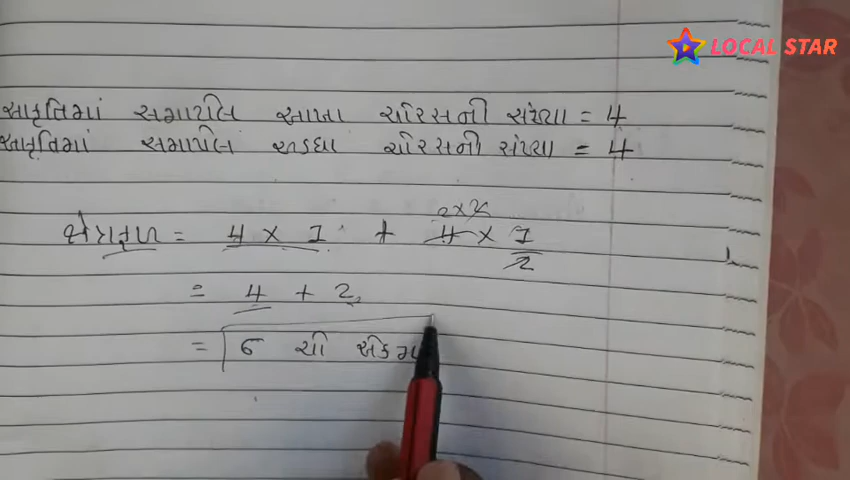 LOCAL STAR
આકૃતિમાં સમાયેલ આખા ચોરસની સંખ્યા = 4
આકૃતિમાં સમાયેલ અડધા ચોરસની સંખ્યા = 4
2x2
ક્ષેત્રફળ = 4 x 1 + 4 x 1/2
= 4 + 2
= 6 ચો એકમ